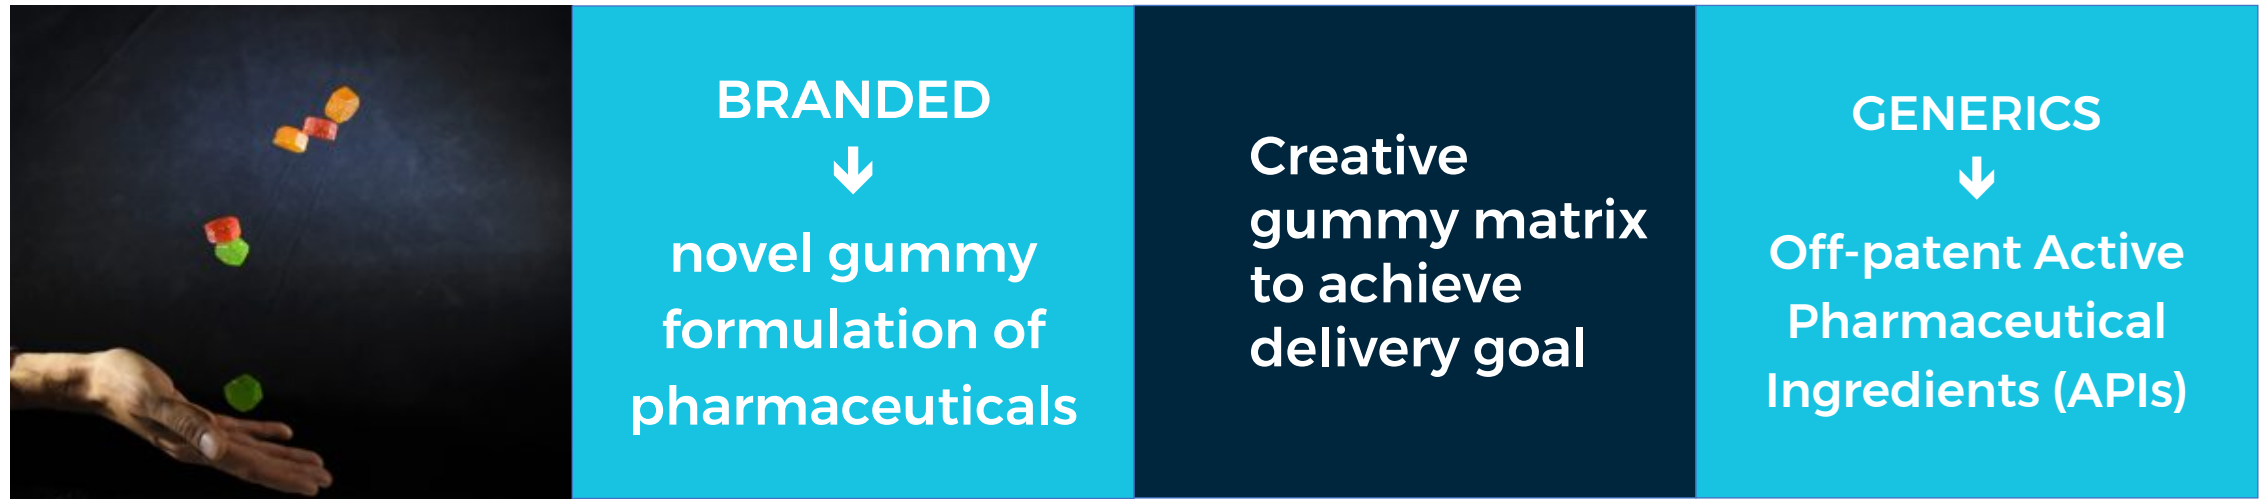 BRANDED
novel gummy
formulation of
pharmaceuticals
Creative
gummy matrix
to achieve
delivery goal
GENERICS
Off-patent Active
Pharmaceutical
Ingredients (APIs)